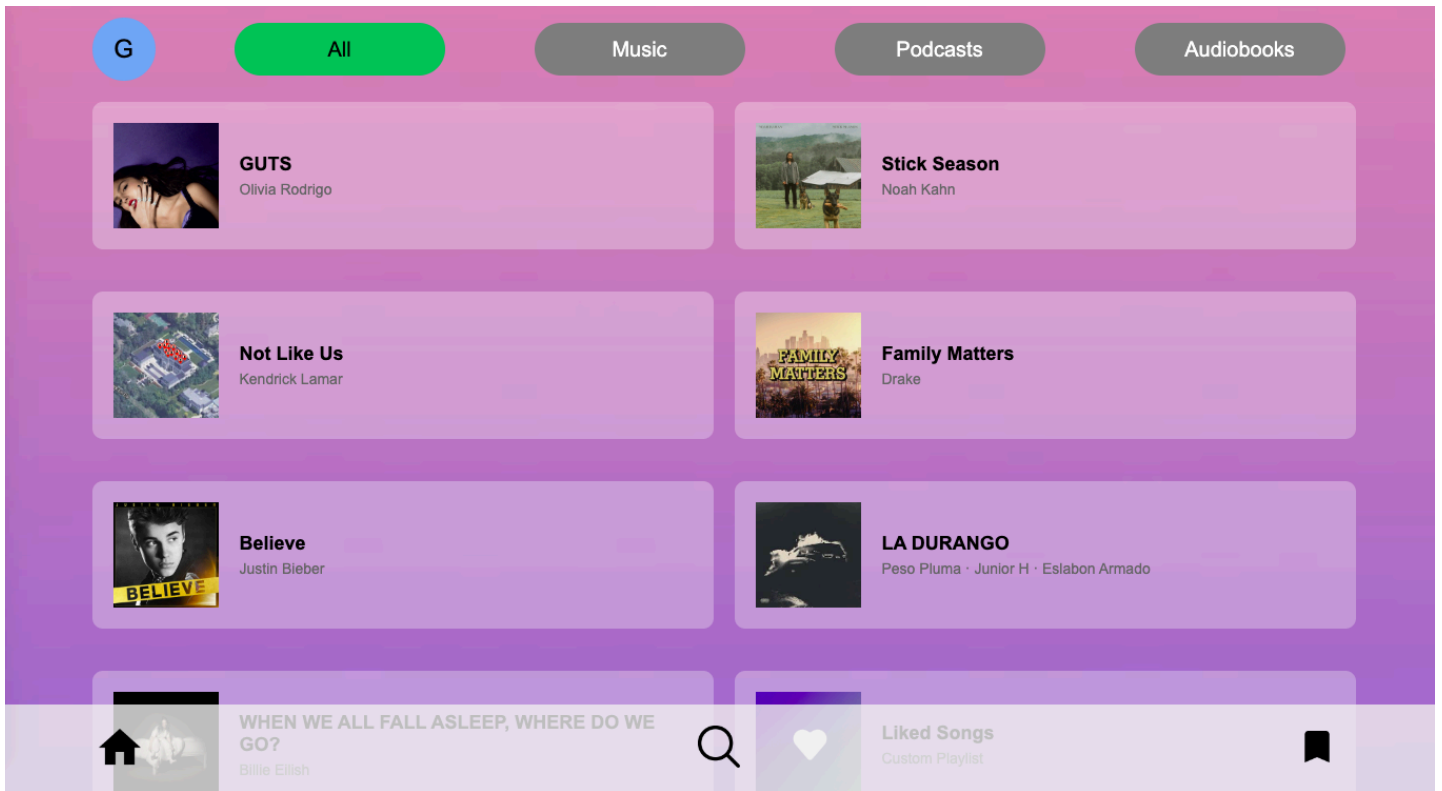 G
All
Music
Podcasts
Audiobooks
GUTS
Olivia Rodrigo
Stick Season
Noah Kahn
Not Like Us
Kendrick Lamar
FAMILY
MATTERS
Family Matters
Drake
BELIEVE
Believe
Justin Bieber
LA DURANGO
Peso Pluma · Junior H · Eslabon Armado
WHEN WE ALL FALL ASLEEP, WHERE DO WE
GO?
Billie Eilish
Liked Songs
Custom Playlist